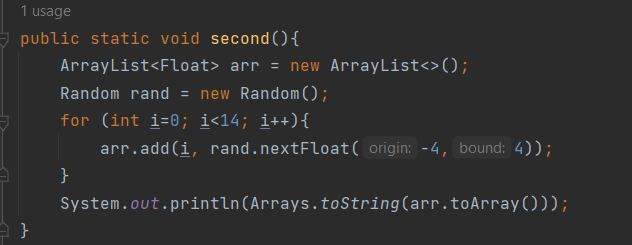 1 usage
public static void second(){
ArrayList<Float> arr = new ArrayList<>();
Random rand = new Random();
for (int i=0; i<14; i++){
arr.add(i, rand.nextFloat( origin: -4, bound: 4));
}
System.out.println(Arrays.toString(arr.toArray()));
}